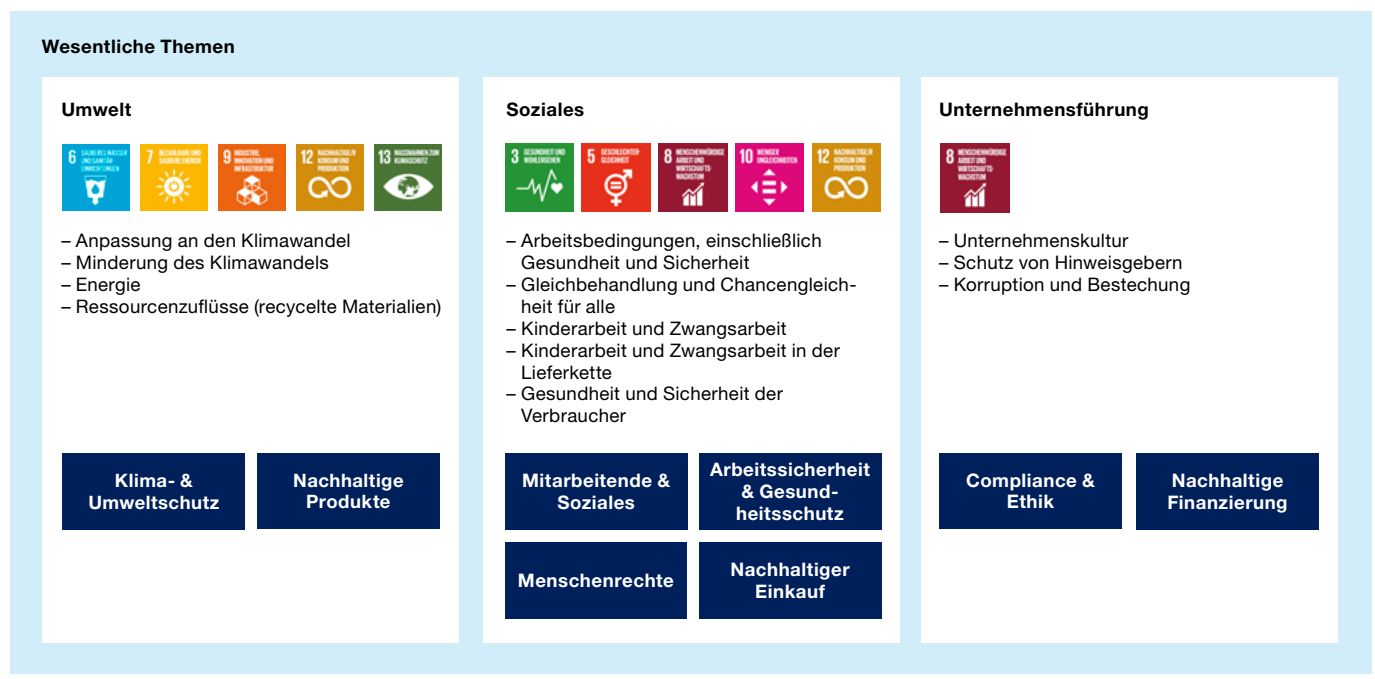 Wesentliche Themen
Umwelt
6 SAUBERES WASSER
UND SANITÄR-
EINRICHTUNGEN
7 BEZAHLBARE UND
SAUBERE ENERGIE
9 INDUSTRIE,
INNOVATION UND
INFRASTRUKTUR
12 NACHHALTIGE/R
KONSUM UND
PRODUKTION
13 MASSNAHMEN ZUM
KLIMASCHUTZ
– Anpassung an den Klimawandel
– Minderung des Klimawandels
– Energie
– Ressourcenzuflüsse (recycelte Materialien)
Klima- &
Umweltschutz
Nachhaltige
Produkte
Soziales
3 GESUNDHEIT UND
WOHLERGEHEN
5 GESCHLECHTER-
GLEICHHEIT
8 MENSCHENWÜRDIGE
ARBEIT UND
WIRTSCHAFTS-
WACHSTUM
10 WENIGER
UNGLEICHHEITEN
12 NACHHALTIGE/R
KONSUM UND
PRODUKTION
– Arbeitsbedingungen, einschließlich
Gesundheit und Sicherheit
– Gleichbehandlung und Chancengleich-
heit für alle
– Kinderarbeit und Zwangsarbeit
– Kinderarbeit und Zwangsarbeit in der
Lieferkette
– Gesundheit und Sicherheit der
Verbraucher
Mitarbeitende &
Soziales
Arbeitssicherheit
& Gesund-
heitsschutz
Menschenrechte
Nachhaltiger
Einkauf
Unternehmensführung
8 MENSCHENWÜRDIGE
ARBEIT UND
WIRTSCHAFTS-
WACHSTUM
– Unternehmenskultur
– Schutz von Hinweisgebern
– Korruption und Bestechung
Compliance &
Ethik
Nachhaltige
Finanzierung